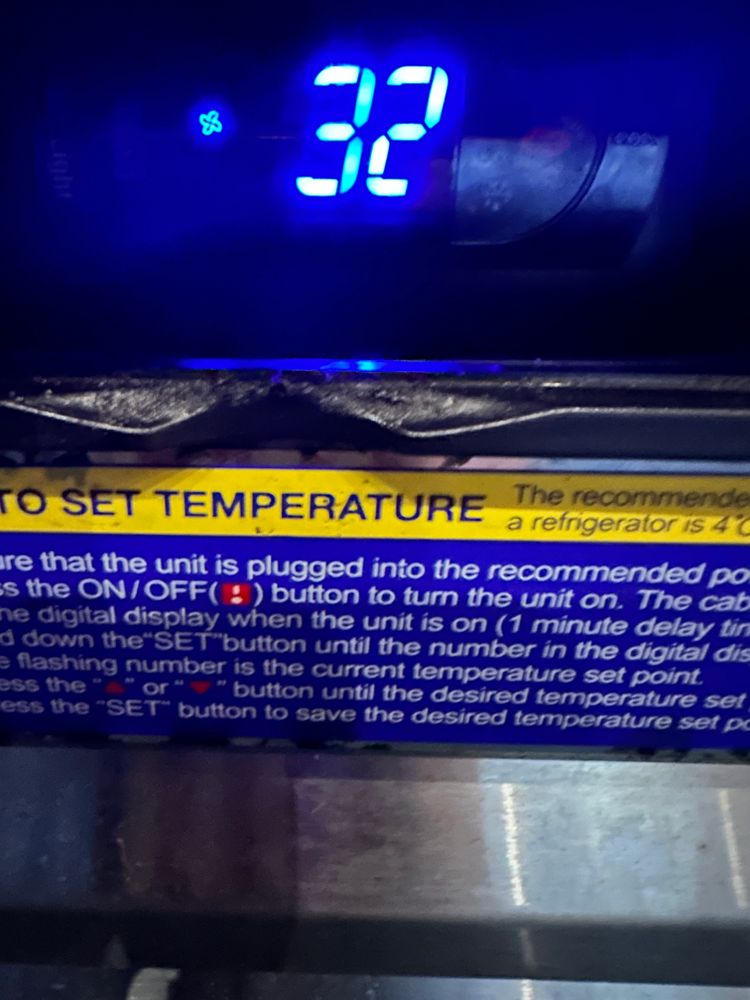 32
TO SET TEMPERATURE
The recommende
a refrigerator is 4°C
ure that the unit is plugged into the recommended po
ss the ON/OFF( ) button to turn the unit on. The cab
he digital display when the unit is on (1 minute delay tim
d down the"SET"button until the number in the digital dis
e flashing number is the current temperature set point.
ess the "▲" or "▼" button until the desired temperature set
ess the "SET" button to save the desired temperature set po